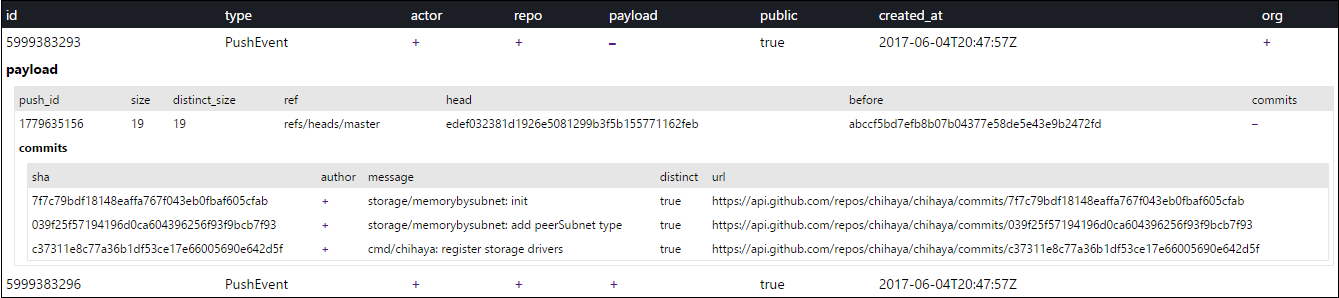 id type actor repo payload public created_at org
5999383293 PushEvent + + – true 2017-06-04T20:47:57Z +
payload
push_id size distinct_size ref head before commits
1779635156 19 19 refs/heads/master edef032381d1926e5081299b3f5b155771162feb abccf5bd7efb8b07b04377e58de5e43e9b2472fd –
commits
sha author message distinct url
7f7c79bdf18148eaffa767f043eb0fbaf605cfab + storage/memorybysubnet: init true https://api.github.com/repos/chihaya/chihaya/commits/7f7c79bdf18148eaffa767f043eb0fbaf605cfab
039f25f57194196d0ca604396256f93f9bcb7f93 + storage/memorybysubnet: add peerSubnet type true https://api.github.com/repos/chihaya/chihaya/commits/039f25f57194196d0ca604396256f93f9bcb7f93
c37311e8c77a36b1df53ce17e66005690e642d5f + cmd/chihaya: register storage drivers true https://api.github.com/repos/chihaya/chihaya/commits/c37311e8c77a36b1df53ce17e66005690e642d5f
5999383296 PushEvent + + + true 2017-06-04T20:47:57Z